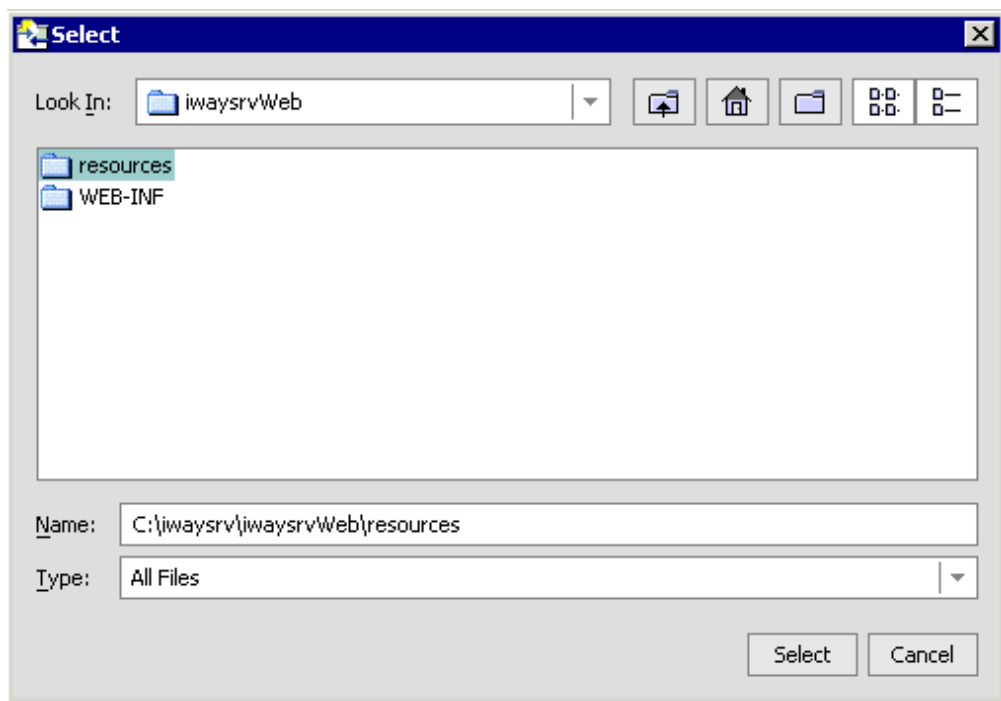 Select
Look In: iwaysrvWeb
resources
WEB-INF
Name: C:\iwaysrv\iwaysrvWeb\resources
Type: All Files
Select Cancel